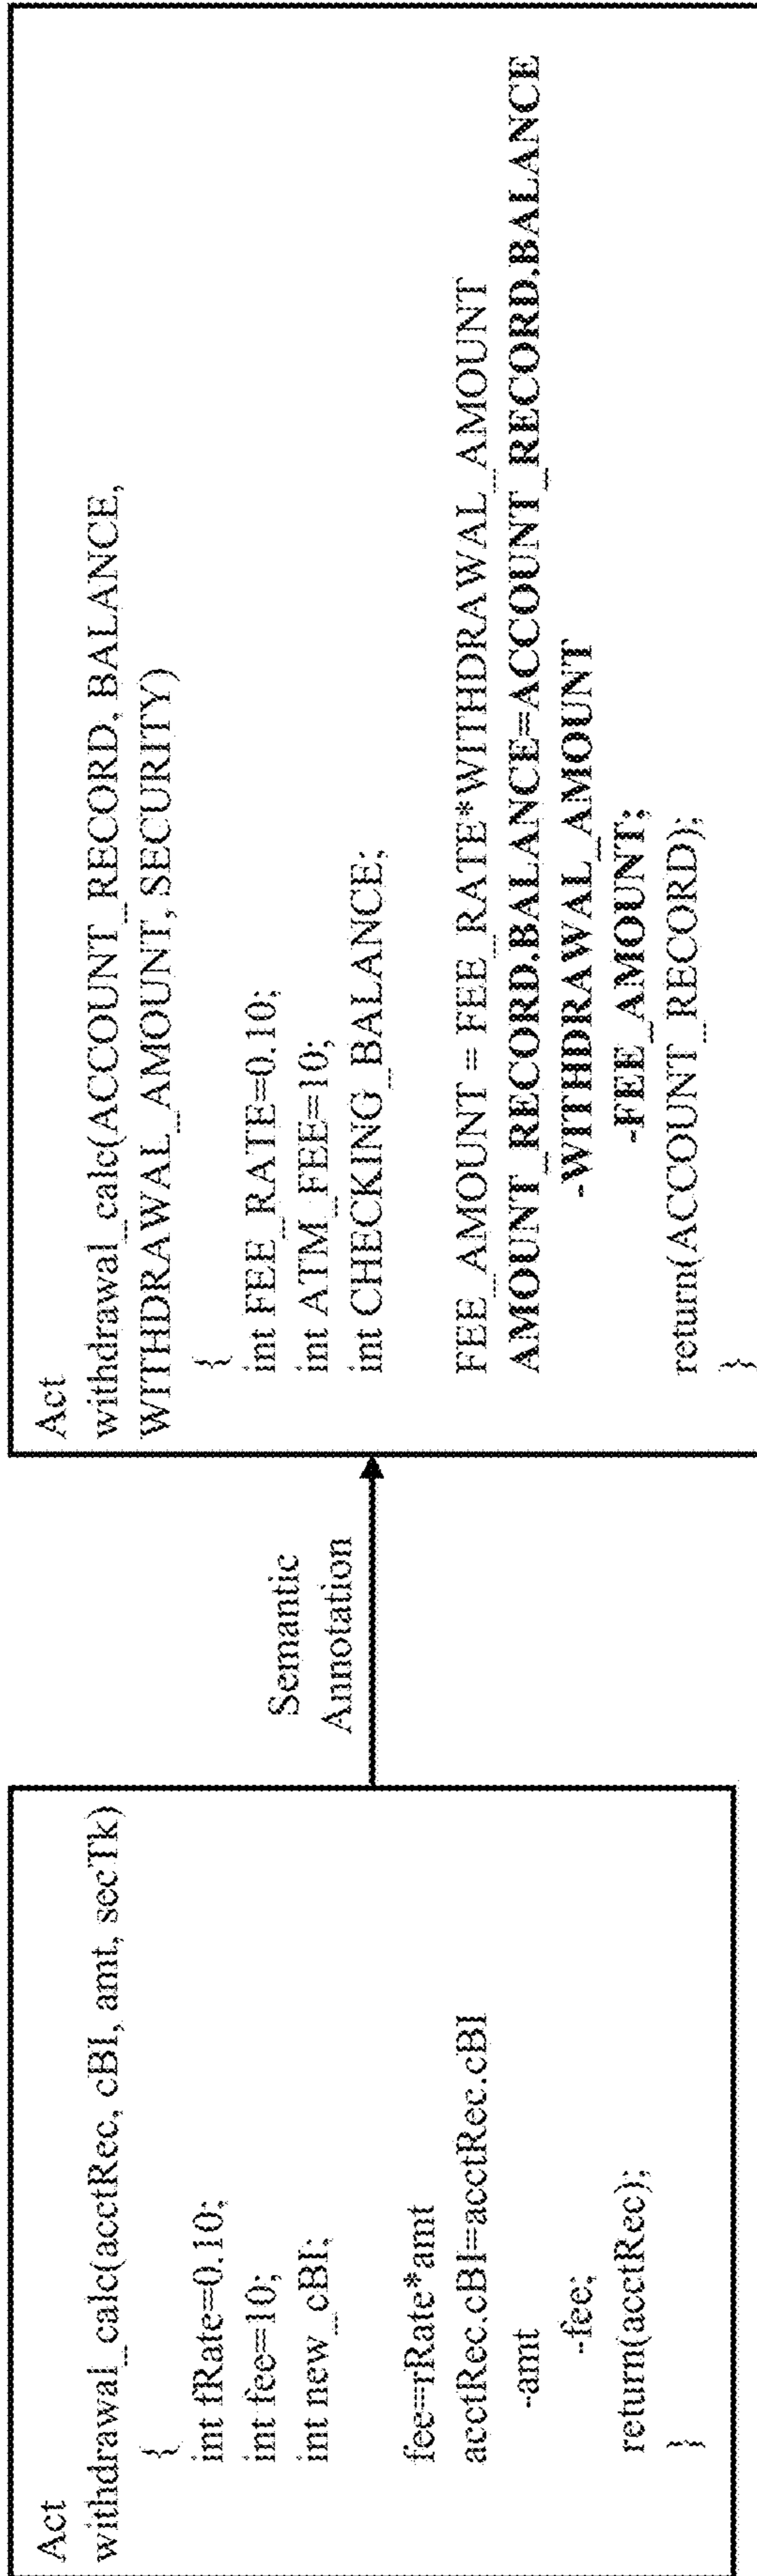 Act
withdrawal_calc(acctRec, cBI, amt, secTk)
{
int fRate=0.10;
int fee=10;
int new_cBI;
fee=rRate*amt
acctRec.cBI=acctRec.cBI
-amt
-fee;
return(acctRec);
}
Semantic
Annotation
Act
withdrawal_calc(ACCOUNT_RECORD, BALANCE,
WITHDRAWAL_AMOUNT, SECURITY)
{
int FEE_RATE=0.10;
int ATM_FEE=10;
int CHECKING_BALANCE;
FEE_AMOUNT = FEE_RATE*WITHDRAWAL_AMOUNT
AMOUNT_RECORD.BALANCE=ACCOUNT_RECORD.BALANCE
-WITHDRAWAL_AMOUNT
-FEE_AMOUNT;
return(ACCOUNT_RECORD);
}